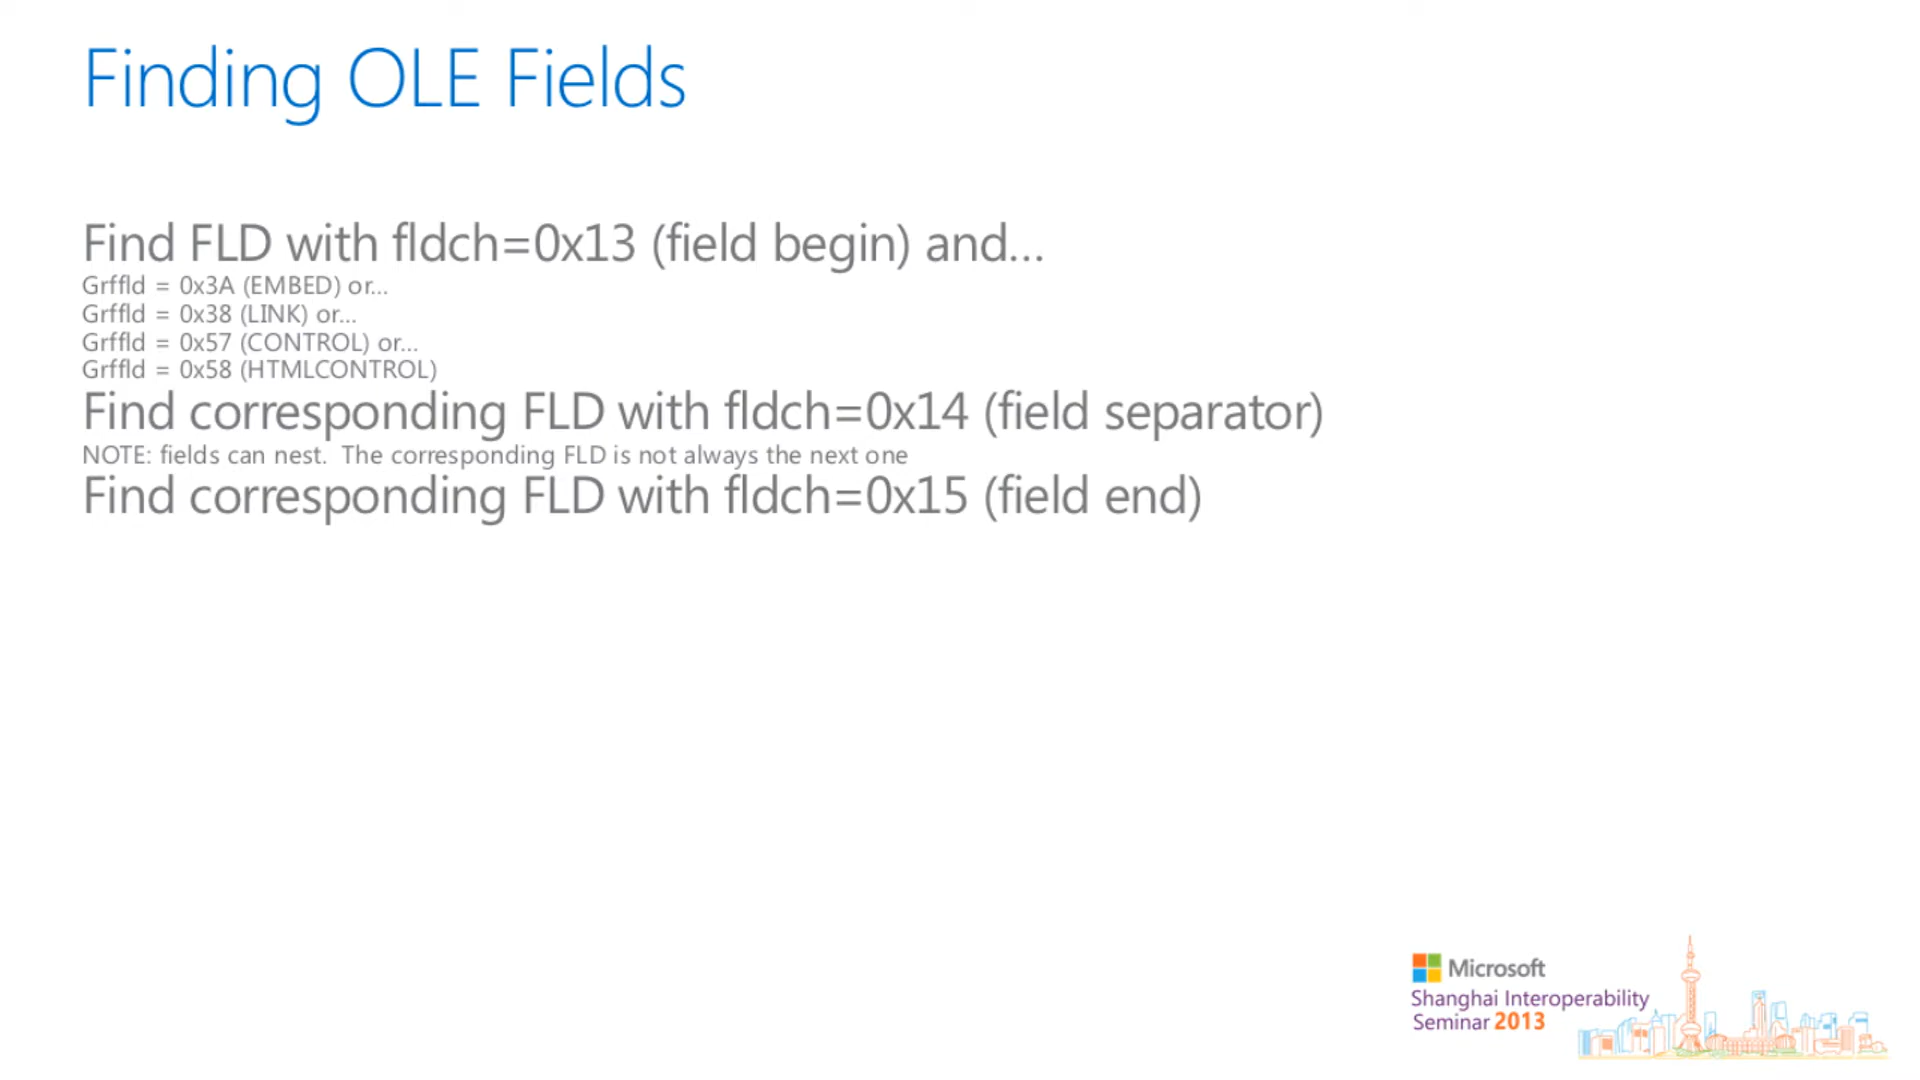 Finding OLE Fields
Find FLD with fldch=0x13 (field begin) and...
Grffld = 0x3A (EMBED) or...
Grffld = 0x38 (LINK) or...
Grffld = 0x57 (CONTROL) or...
Grffld = 0x58 (HTMLCONTROL)
Find corresponding FLD with fldch=0x14 (field separator)
NOTE: fields can nest.  The corresponding FLD is not always the next one
Find corresponding FLD with fldch=0x15 (field end)
Microsoft
Shanghai Interoperability
Seminar 2013